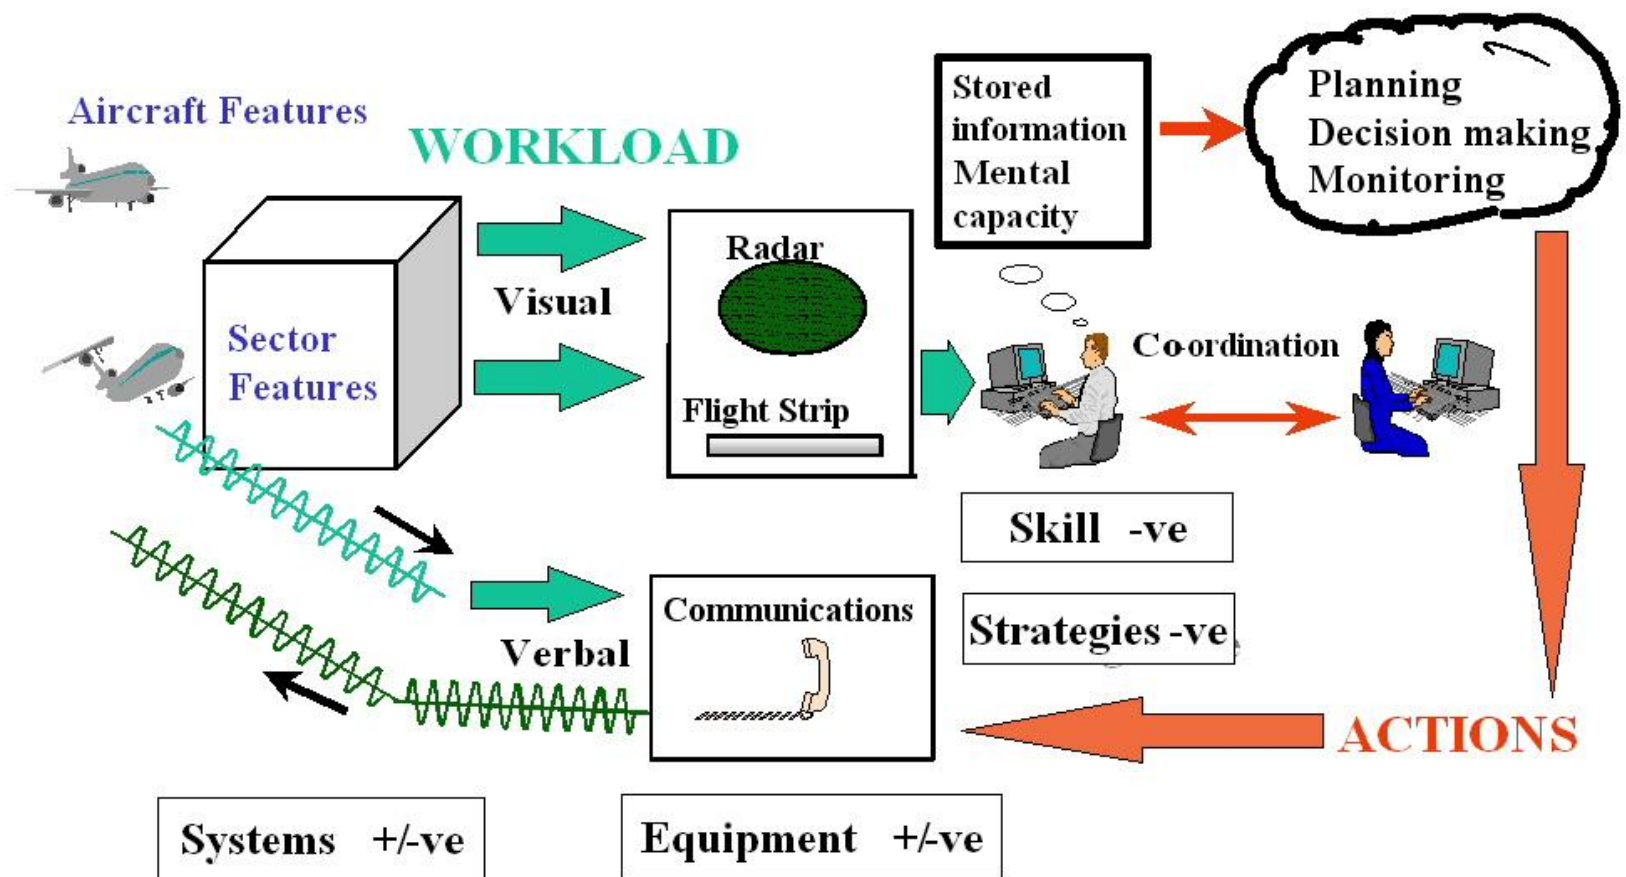 Aircraft Features
WORKLOAD
Stored
information
Mental
capacity
Planning
Decision making
Monitoring
Radar
Visual
Sector
Features
Flight Strip
Co-ordination
Skill -ve
Communications
Strategies -ve
Verbal
ACTIONS
Systems +/-ve
Equipment +/-ve